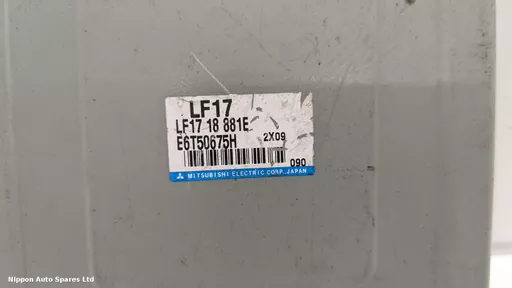 LF17
LF17 18 881E
E6T50675H 2X09
090
MITSUBISHI ELECTRIC CORP. JAPAN
Nippon Auto Spares Ltd